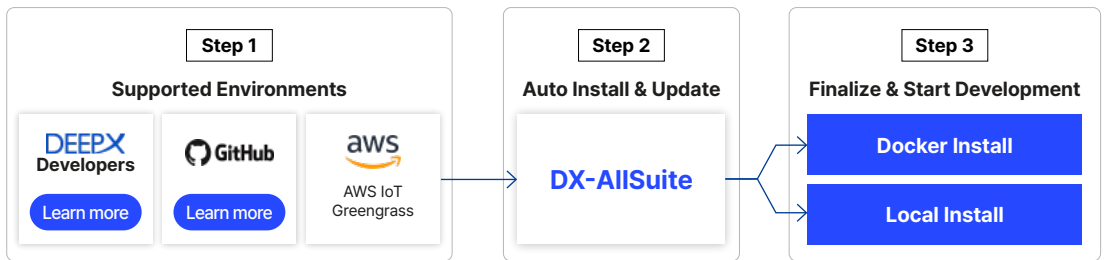 Step 1
Supported Environments
DEEPX
Developers
Learn more
GitHub
Learn more
aws
AWS IoT
Greengrass
Step 2
Auto Install & Update
DX-AllSuite
Step 3
Finalize & Start Development
Docker Install
Local Install